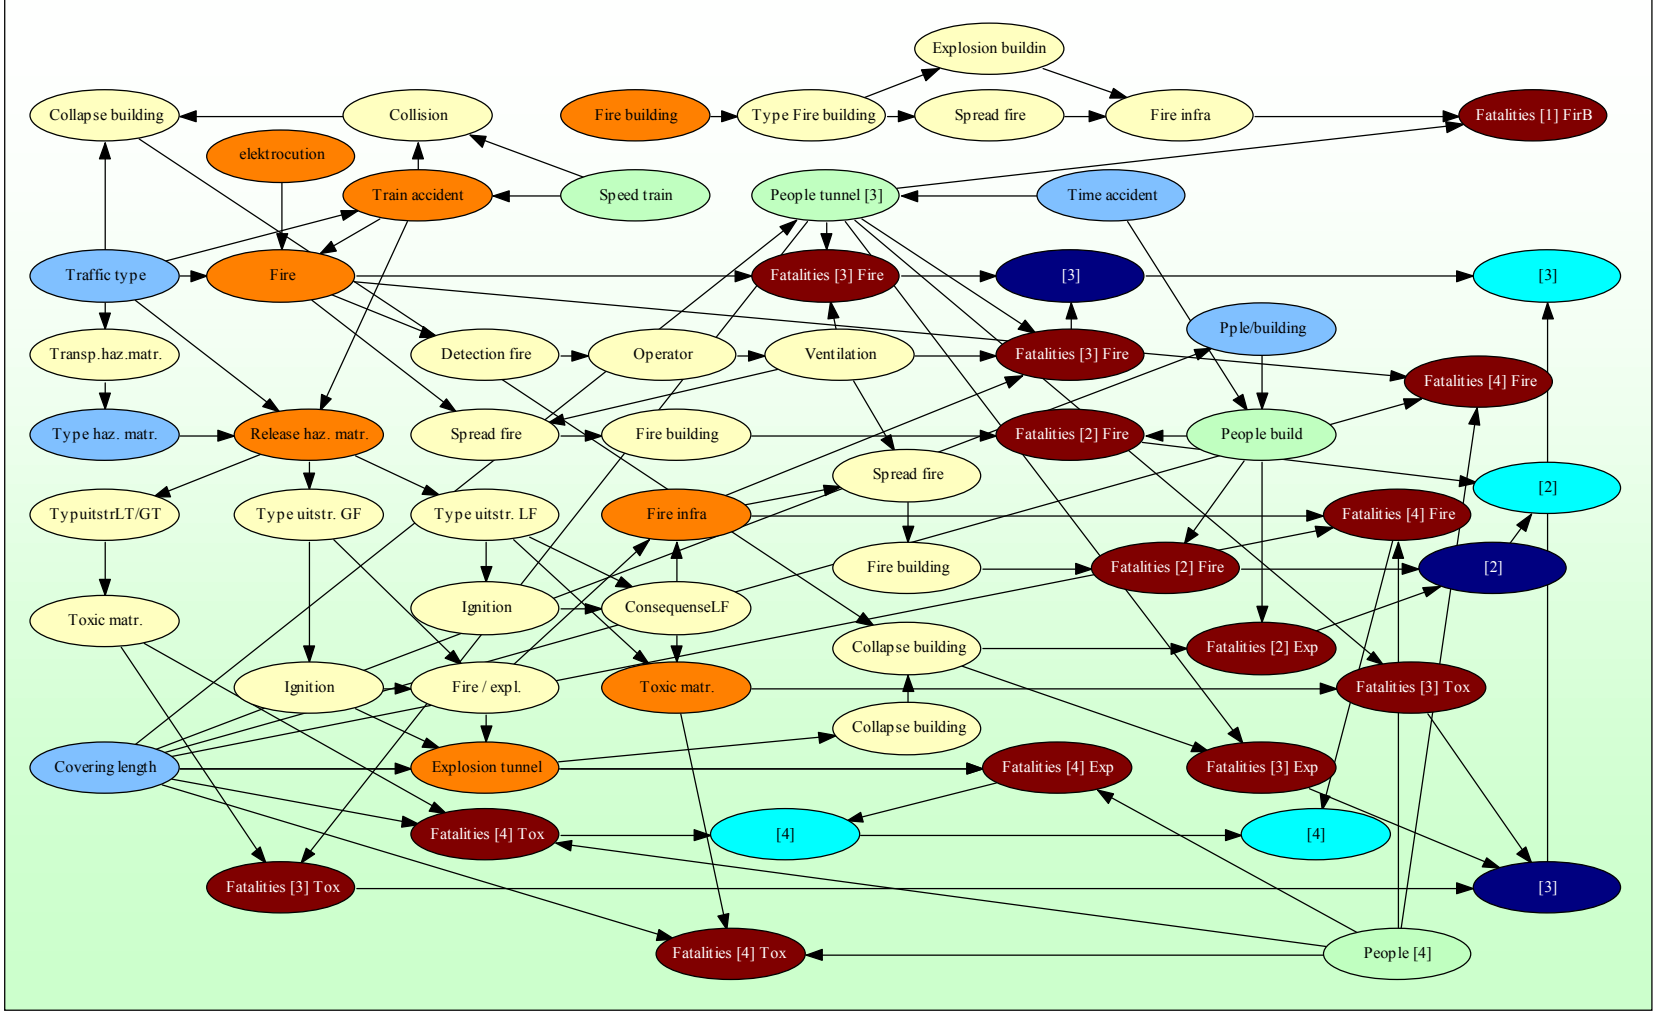 Explosion buildin
Collapse building
Collision
Fire building
Type Fire building
Spread fire
Fire infra
Fatalities [1] FirB
elektrocution
Train accident
Speed train
People tunnel [3]
Time accident
Traffic type
Fire
Fatalities [3] Fire
[3]
[3]
Pple/building
Transp.haz.matr.
Detection fire
Operator
Ventilation
Fatalities [3] Fire
Fatalities [4] Fire
Type haz. matr.
Release haz. matr.
Spread fire
Fire building
Fatalities [2] Fire
People build
Spread fire
[2]
TypuitstrLT/GT
Type uitstr. GF
Type uitstr. LF
Fire infra
Fatalities [4] Fire
Fire building
Fatalities [2] Fire
[2]
Toxic matr.
Ignition
ConsequenseLF
Collapse building
Fatalities [2] Exp
Ignition
Fire / expl.
Toxic matr.
Fatalities [3] Tox
Collapse building
Covering length
Explosion tunnel
Fatalities [4] Exp
Fatalities [3] Exp
Fatalities [4] Tox
[4]
[4]
Fatalities [3] Tox
[3]
Fatalities [4] Tox
People [4]